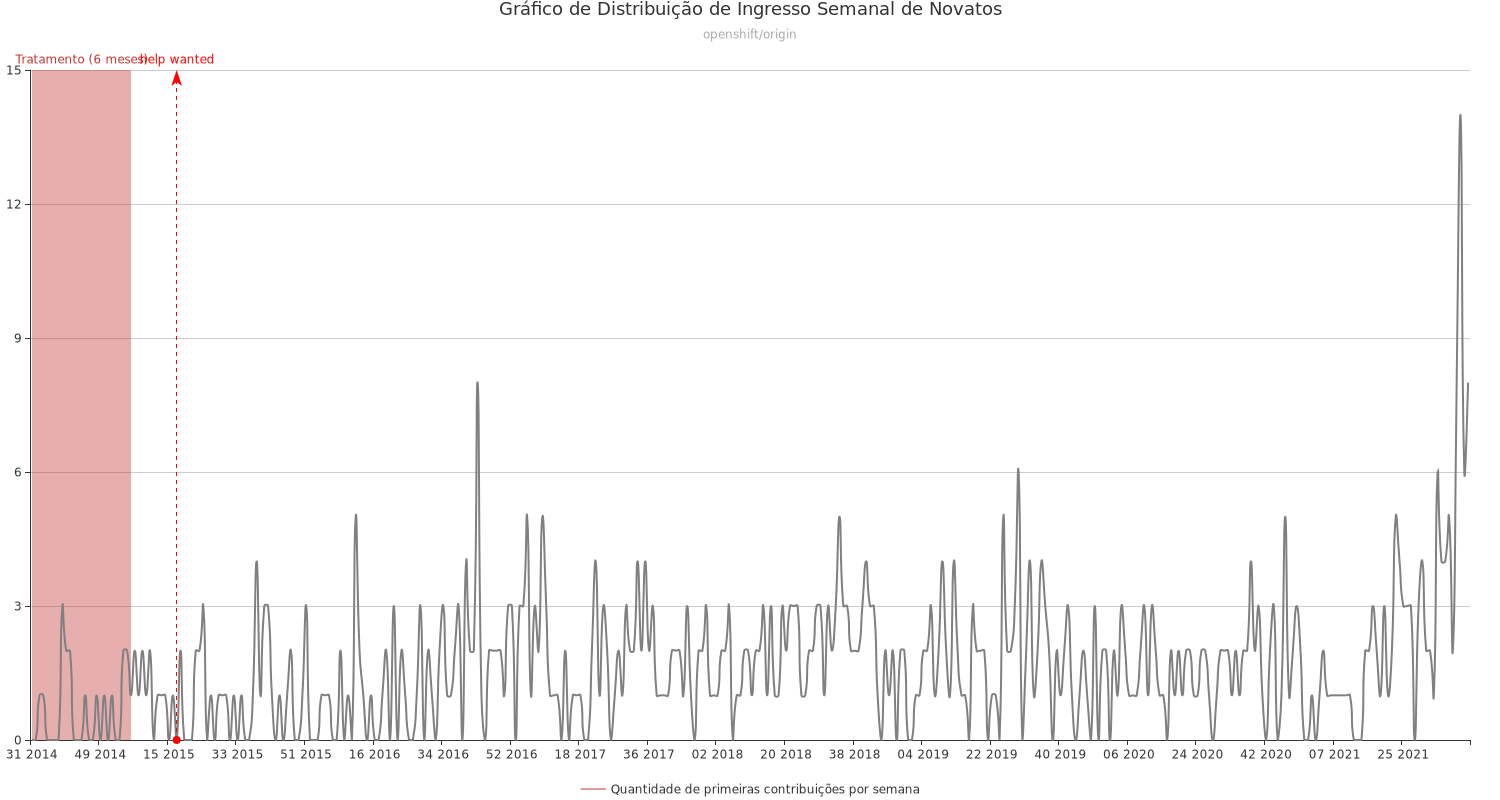 Gráfico de Distribuição de Ingresso Semanal de Novatos
openshift/origin
Tratamento (6 meses)
help wanted
15
12
9
6
3
0
31 2014 49 2014 15 2015 33 2015 51 2015 16 2016 34 2016 52 2016 18 2017 36 2017 02 2018 20 2018 38 2018 04 2019 22 2019 40 2019 06 2020 24 2020 42 2020 07 2021 25 2021
Quantidade de primeiras contribuições por semana